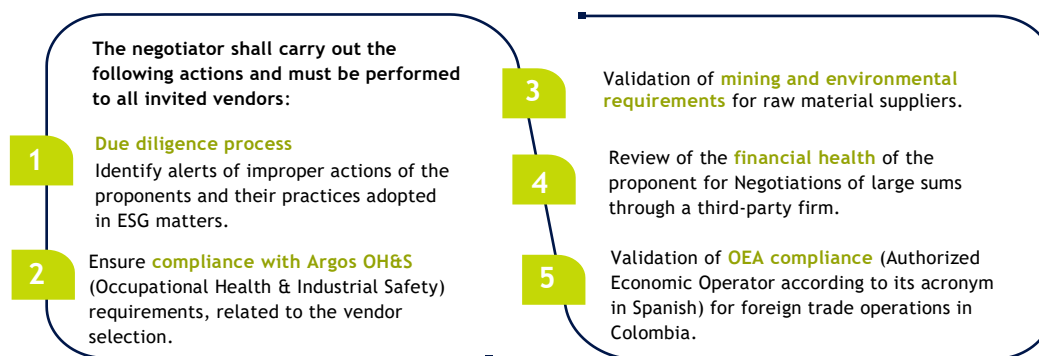 The negotiator shall carry out the
following actions and must be performed
to all invited vendors:
1
Due diligence process
Identify alerts of improper actions of the
proponents and their practices adopted
in ESG matters.
2
Ensure compliance with Argos OH&S
(Occupational Health & Industrial Safety)
requirements, related to the vendor
selection.
3
Validation of mining and environmental
requirements for raw material suppliers.
4
Review of the financial health of the
proponent for Negotiations of large sums
through a third-party firm.
5
Validation of OEA compliance (Authorized
Economic Operator according to its acronym
in Spanish) for foreign trade operations in
Colombia.